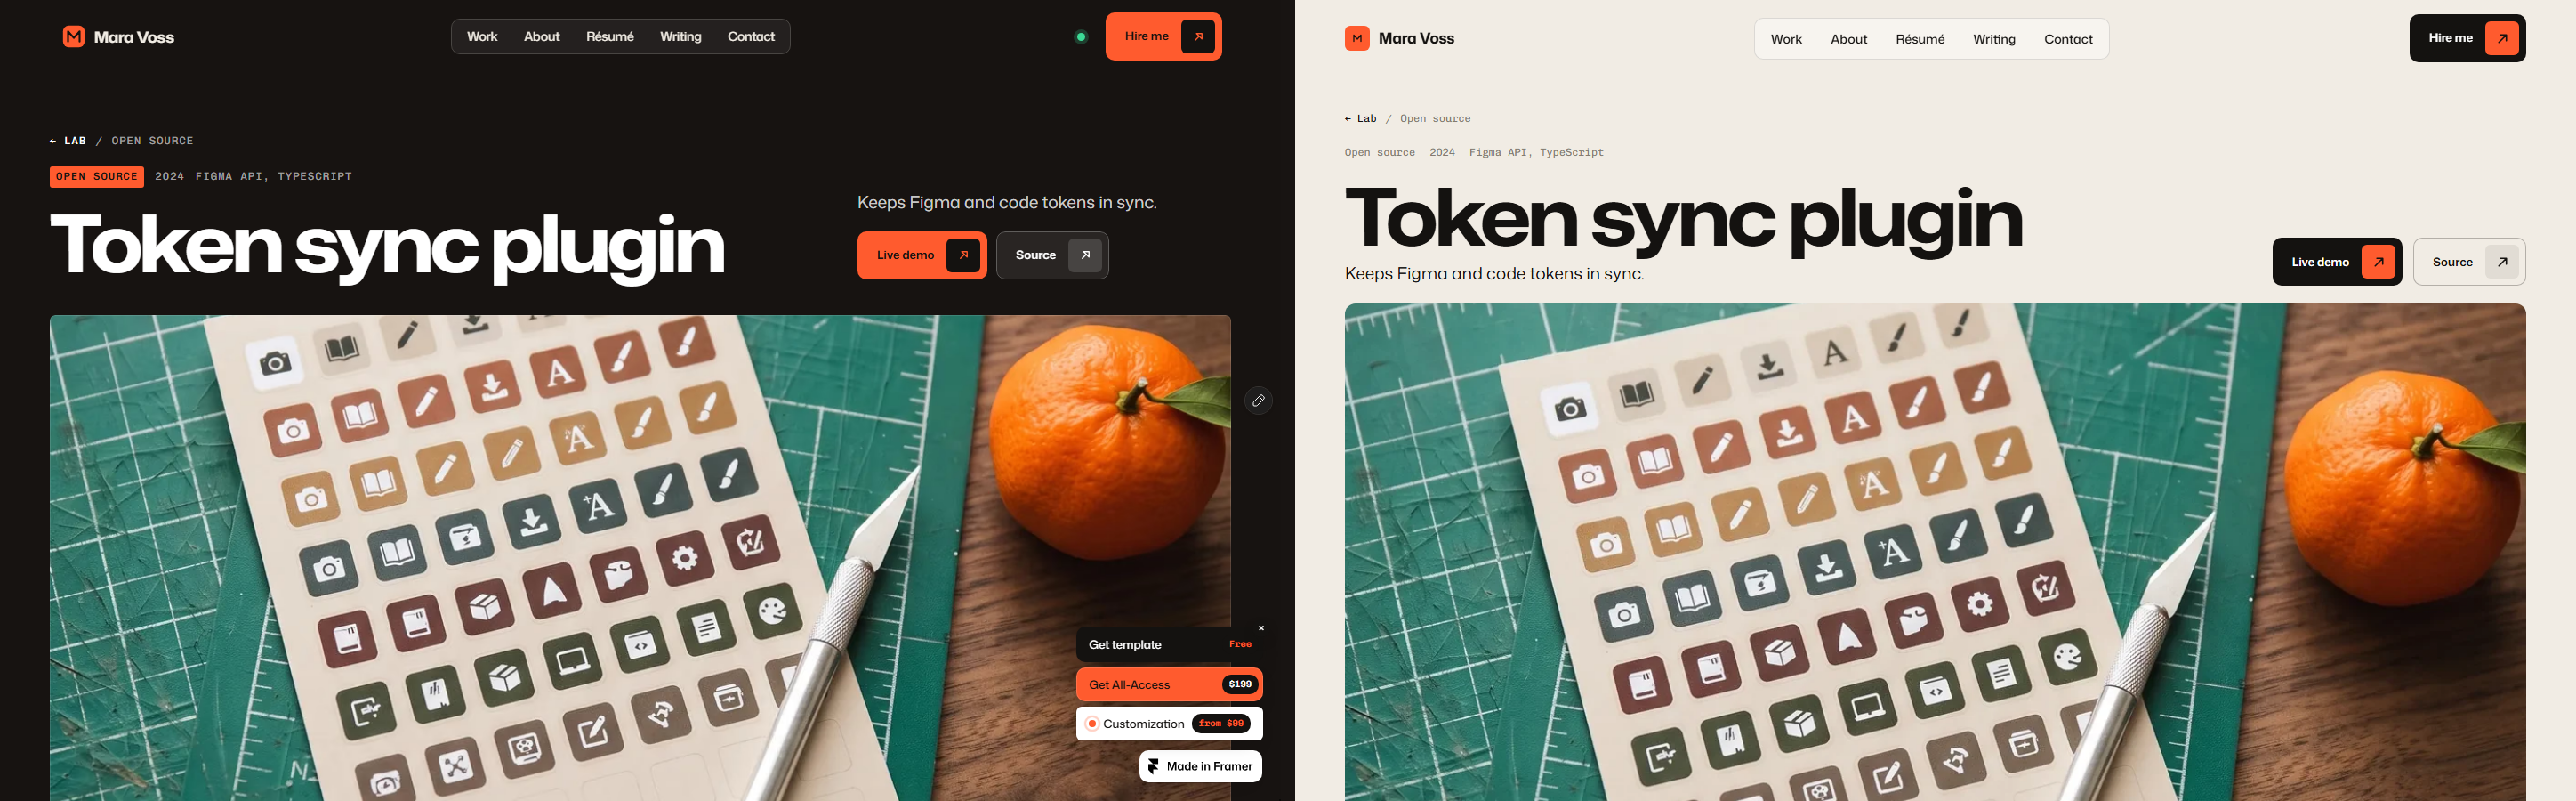 Mara Voss
Work About Résumé Writing Contact
Hire me
← LAB / OPEN SOURCE
OPEN SOURCE 2024 FIGMA API, TYPESCRIPT
Token sync plugin
Keeps Figma and code tokens in sync.
Live demo
Source
Get template Free
Get All-Access $199
Customization from $99
Made in Framer
Mara Voss
Work About Résumé Writing Contact
Hire me
← Lab / Open source
Open source 2024 Figma API, TypeScript
Token sync plugin
Keeps Figma and code tokens in sync.
Live demo
Source